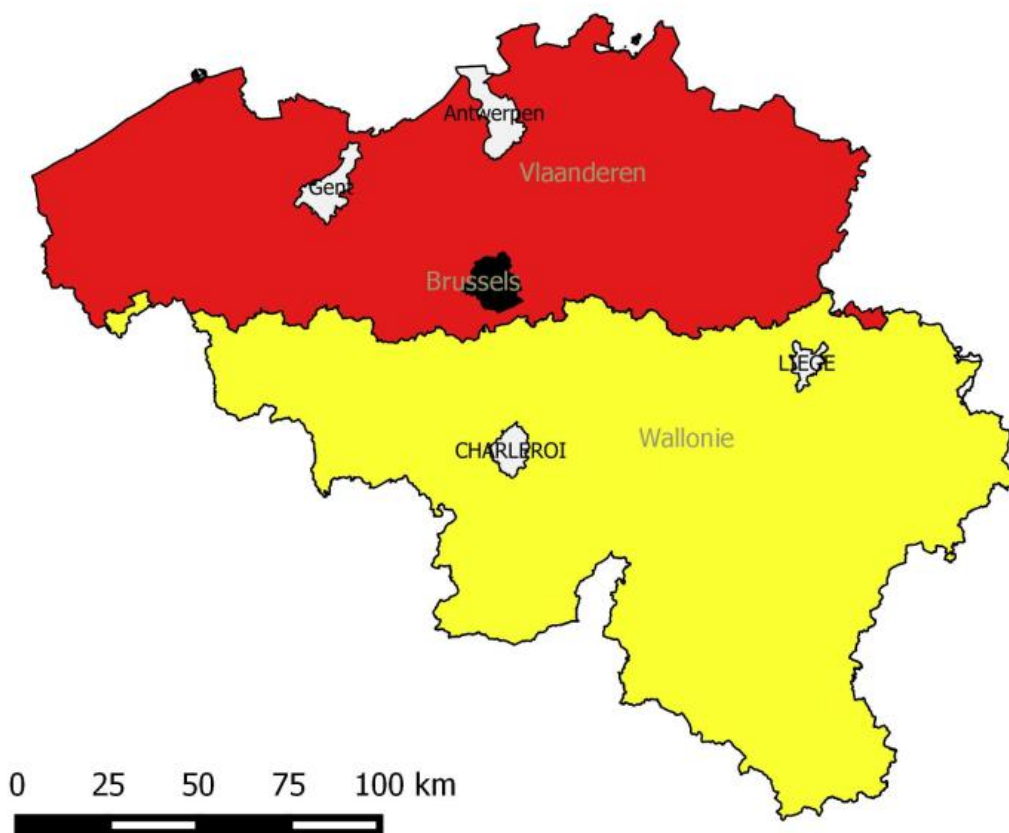 Antwerpen
Vlaanderen
Gent
Brussels
LIEGE
Wallonie
CHARLEROI
0 25 50 75 100 km